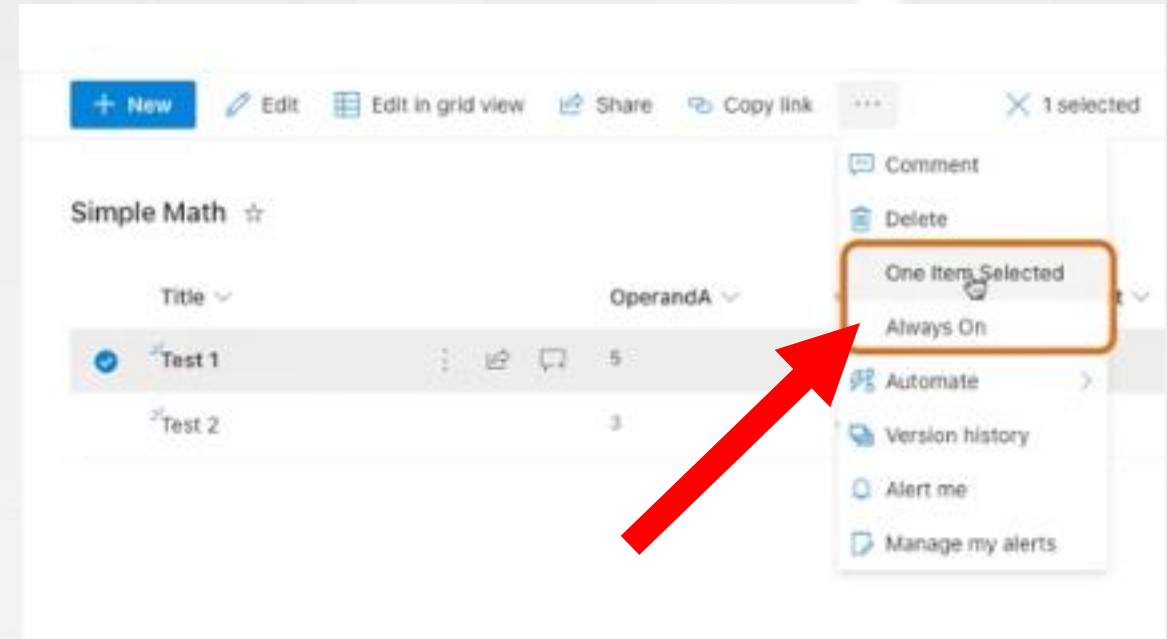 + New Edit Edit in grid view Share Copy link ... 1 selected
Comment
Simple Math
Delete
One Item Selected
Title OperandA t
Always On
Test 1 5
Automate
Test 2 3
Version history
Alert me
Manage my alerts